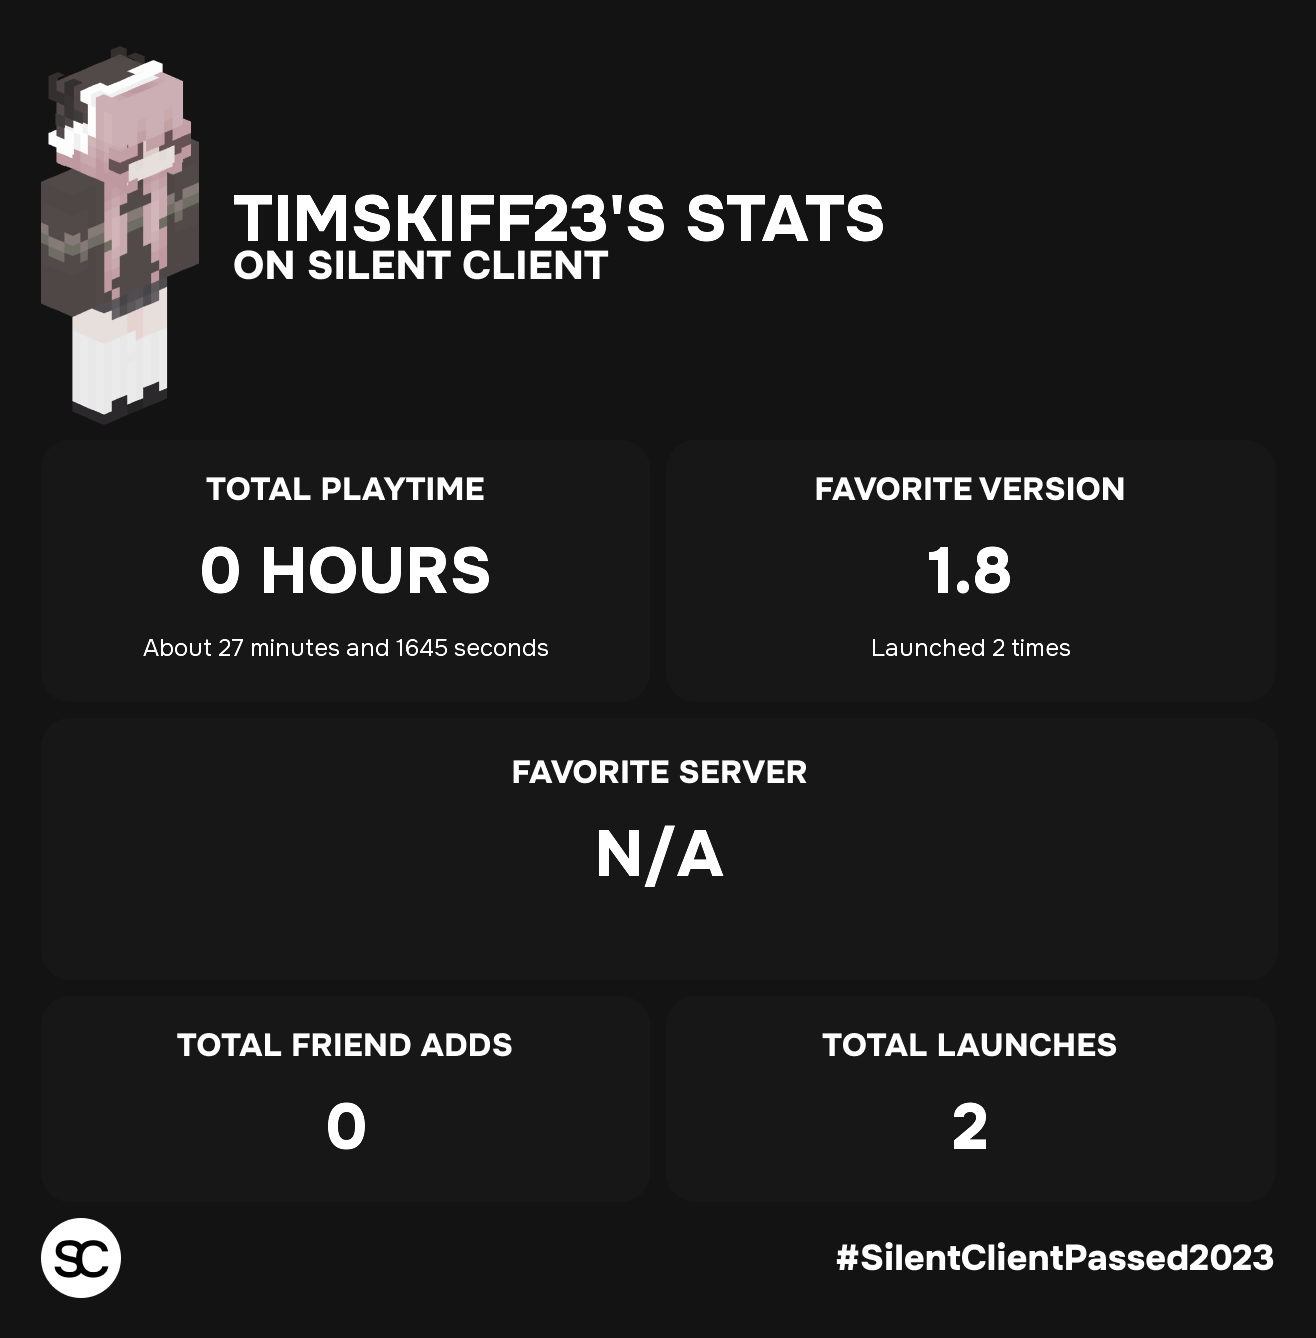 TIMSKIFF23'S STATS
ON SILENT CLIENT
TOTAL PLAYTIME
0 HOURS
About 27 minutes and 1645 seconds
FAVORITE VERSION
1.8
Launched 2 times
FAVORITE SERVER
N/A
TOTAL FRIEND ADDS
0
TOTAL LAUNCHES
2
SC
#SilentClientPassed2023